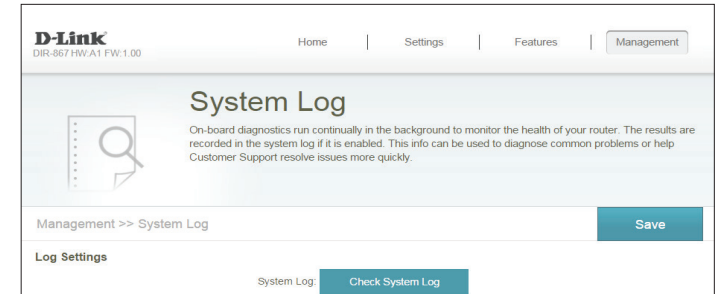 D-Link
DIR-867 HW:A1 FW:1.00
Home | Settings | Features | Management
System Log
On-board diagnostics run continually in the background to monitor the health of your router. The results are
recorded in the system log if it is enabled. This info can be used to diagnose common problems or help
Customer Support resolve issues more quickly.
Management >> System Log
Save
Log Settings
System Log: Check System Log